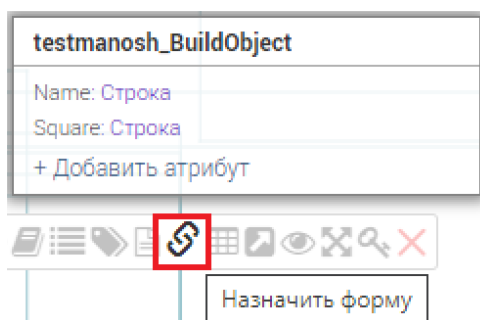 testmanosh_BuildObject
Name: Строка
Square: Строка
+ Добавить атрибут
Назначить форму